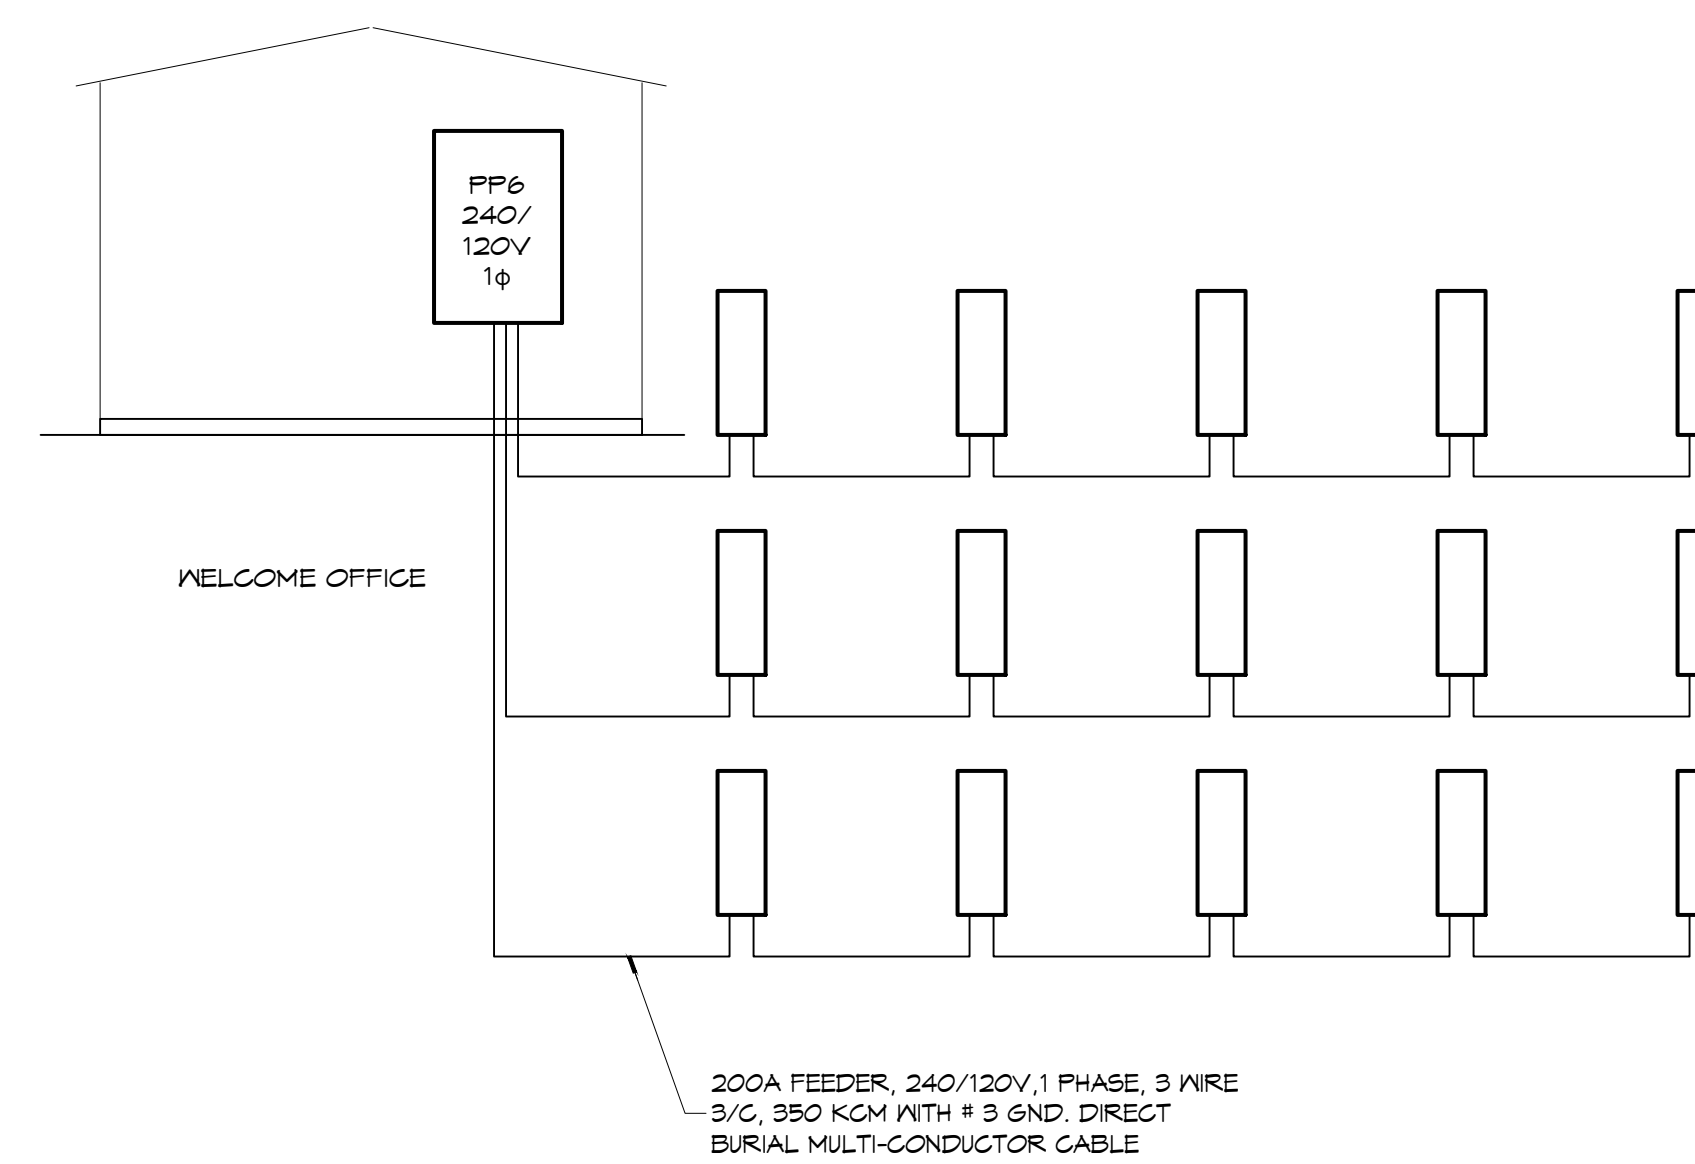 PP6
240/
120V
1ϕ
WELCOME OFFICE
200A FEEDER, 240/120V,1 PHASE, 3 WIRE
3/C, 350 KCM WITH # 3 GND. DIRECT
BURIAL MULTI-CONDUCTOR CABLE